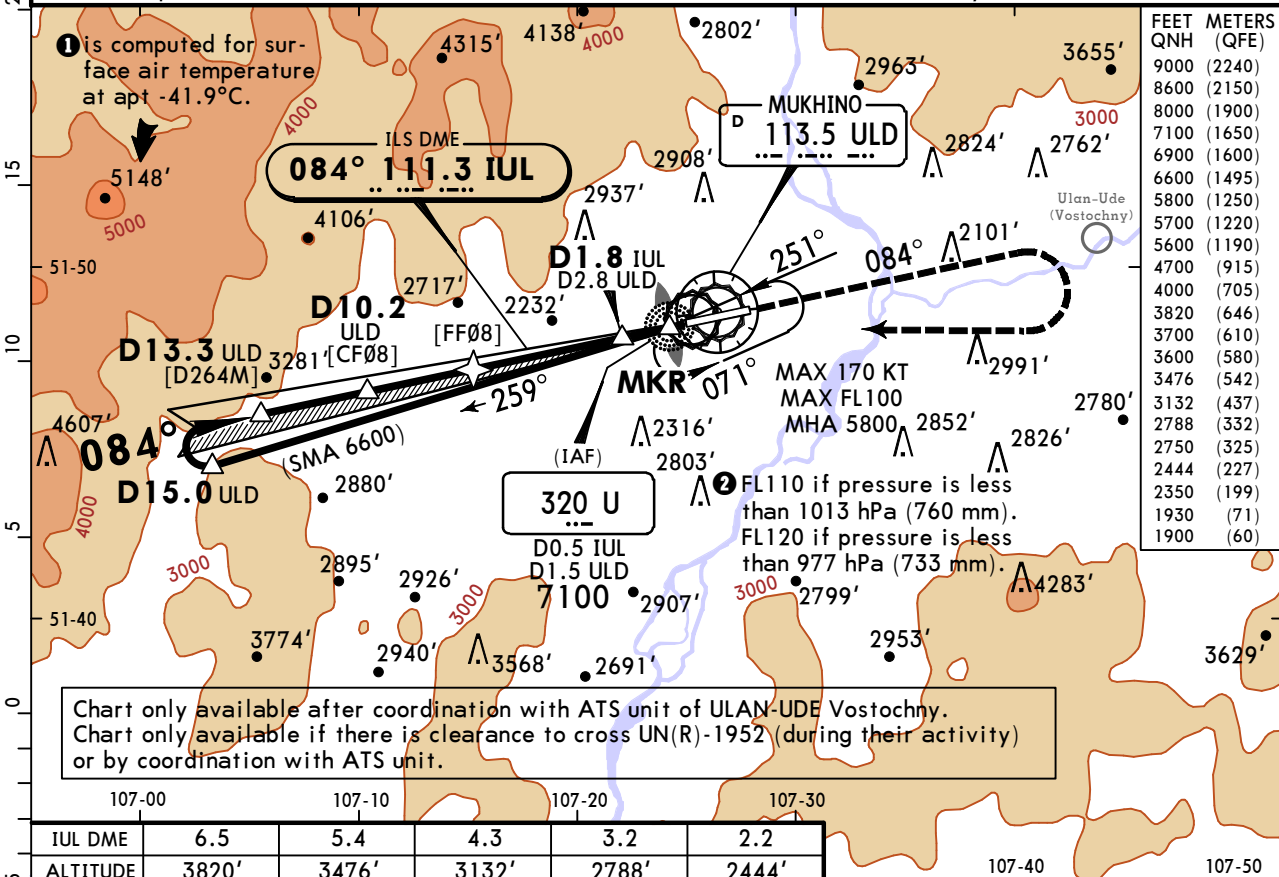 ❶ is computed for sur-
face air temperature
at apt -41.9°C.
4315'
4138'
4000
2802'
2963'
3655'
3000
4000
5148'
5000
4106'
ILS DME
084° 111.3 IUL
MUKHINO
D 113.5 ULD
2908'
2937'
2824'
2762'
Ulan-Ude
(Vostochny)
2101'
084°
251°
D1.8 IUL
D2.8 ULD
51-50
2717'
2232'
D10.2
ULD
[CFØ8]
[FFØ8]
D13.3 ULD
[D264M]
3281'
MKR
071°
259°
2991'
MAX 170 KT
MAX FL100
MHA 5800
2780'
4607'
084°
(SMA 6600)
D15.0 ULD
2316'
2852'
2826'
2803'
(IAF)
320 U
D0.5 IUL
D1.5 ULD
7100
❷ FL110 if pressure is less
than 1013 hPa (760 mm).
FL120 if pressure is less
than 977 hPa (733 mm).
2880'
4000
3000
2895'
2926'
3000
2907'
3000
2799'
4283'
51-40
3774'
2940'
3568'
2691'
2953'
3629'
15
10
5
0
FEET METERS
QNH (QFE)
9000 (2240)
8600 (2150)
8000 (1900)
7100 (1650)
6900 (1600)
6600 (1495)
5800 (1250)
5700 (1220)
5600 (1190)
4700 (915)
4000 (705)
3820 (646)
3700 (610)
3600 (580)
3476 (542)
3132 (437)
2788 (332)
2750 (325)
2444 (227)
2350 (199)
1930 (71)
1900 (60)
Chart only available after coordination with ATS unit of ULAN-UDE Vostochny.
Chart only available if there is clearance to cross UN(R)-1952 (during their activity)
or by coordination with ATS unit.
107-00 107-10 107-20 107-30
107-40 107-50
IUL DME 6.5 5.4 4.3 3.2 2.2
ALTITUDE 3820' 3476' 3132' 2788' 2444'